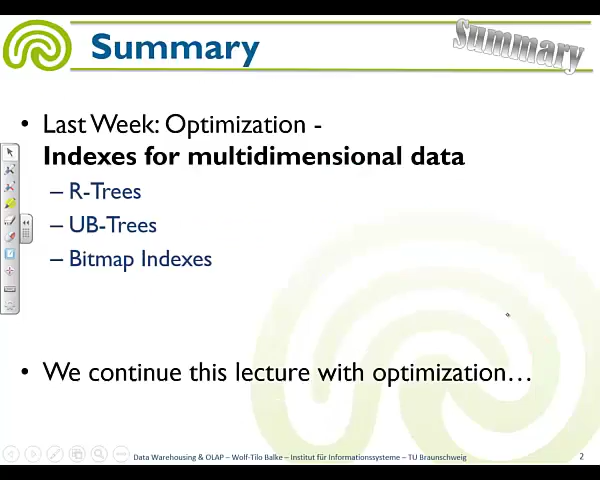 Summary
Summary
• Last Week: Optimization -
Indexes for multidimensional data
– R-Trees
– UB-Trees
– Bitmap Indexes
• We continue this lecture with optimization…
Data Warehousing & OLAP – Wolf-Tilo Balke – Institut für Informationssysteme – TU Braunschweig
2